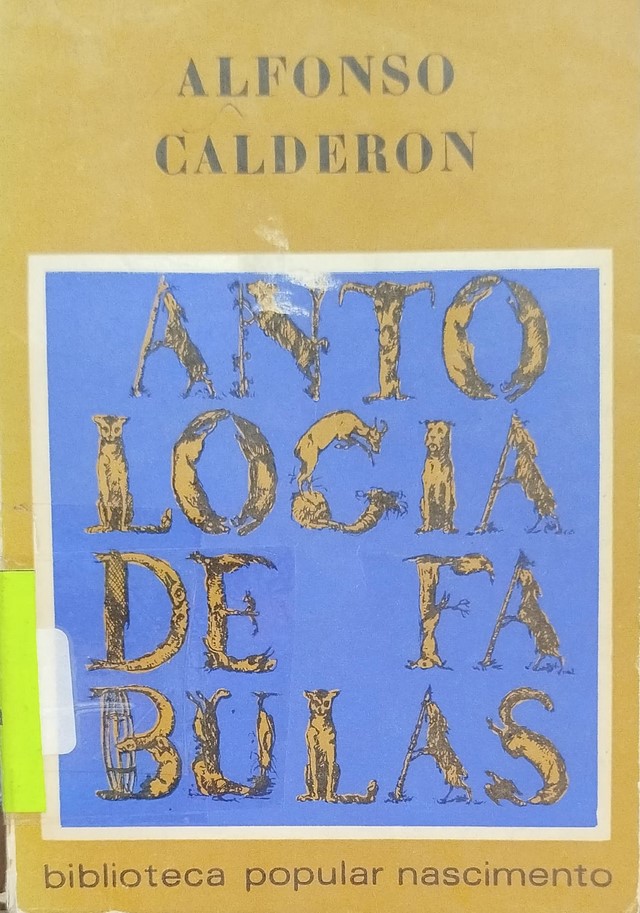 ALFONSO
CALDERON
ANTO
LOGIA
DE FA
BULAS
biblioteca popular nascimento